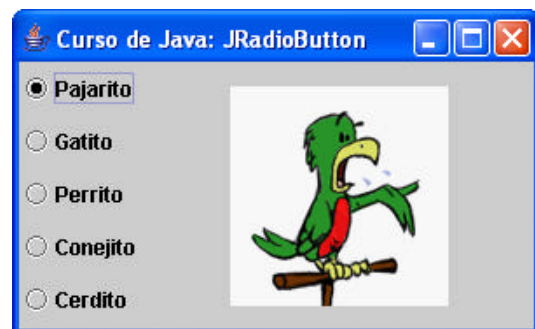 Curso de Java: JRadioButton
Pajarito
Gatito
Perrito
Conejito
Cerdito